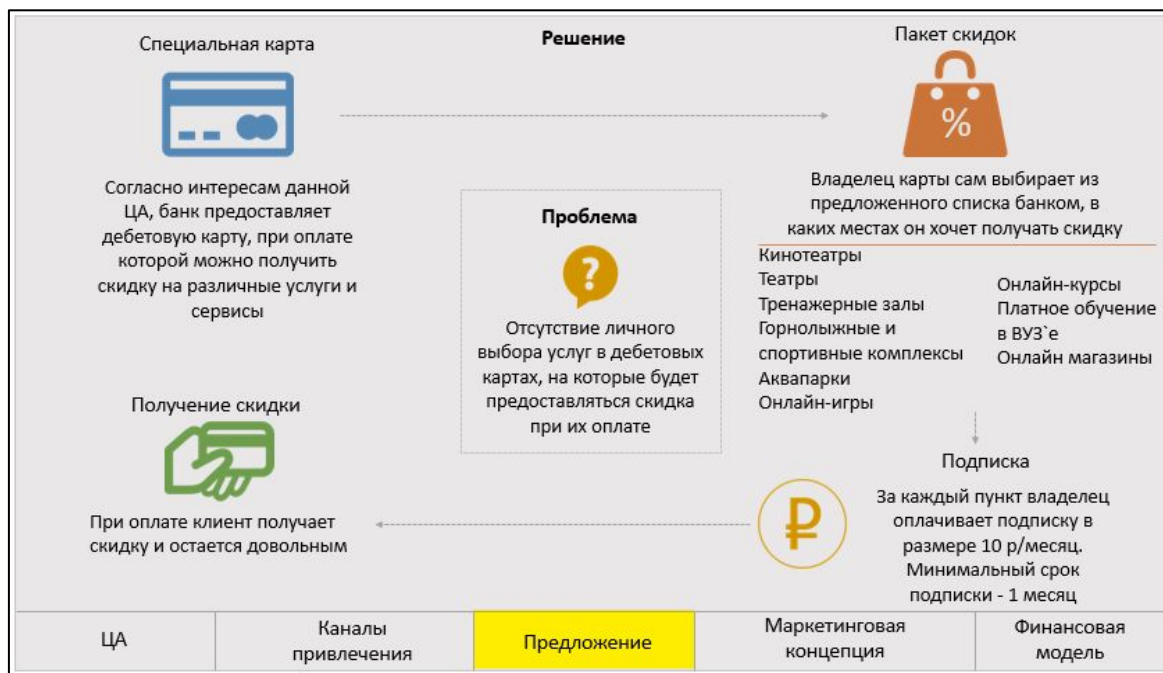 Специальная карта
Решение
Пакет скидок
%
Согласно интересам данной
ЦА, банк предоставляет
дебетовую карту, при оплате
которой можно получить
скидку на различные услуги и
сервисы
Проблема
?
Отсутствие личного
выбора услуг в дебетовых
картах, на которые будет
предоставляться скидка
при их оплате
Владелец карты сам выбирает из
предложенного списка банком, в
каких местах он хочет получать скидку
Кинотеатры
Театры
Тренажерные залы
Горнолыжные и
спортивные комплексы
Аквапарки
Онлайн-игры
Онлайн-курсы
Платное обучение
в ВУЗ`е
Онлайн магазины
Подписка
₽
За каждый пункт владелец
оплачивает подписку в
размере 10 р/месяц.
Минимальный срок
подписки - 1 месяц
Получение скидки
При оплате клиент получает
скидку и остается довольным
ЦА
Каналы
привлечения
Предложение
Маркетинговая
концепция
Финансовая
модель